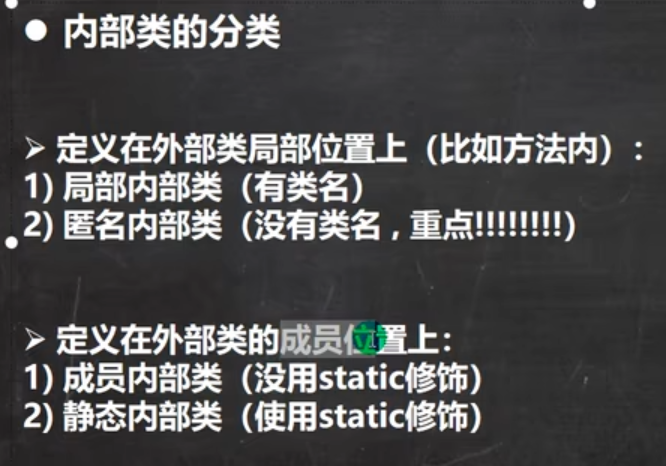 ● 内部类的分类
➢ 定义在外部类局部位置上（比如方法内）：
1) 局部内部类（有类名）
2) 匿名内部类（没有类名，重点!!!!!!!!）
➢ 定义在外部类的成员位置上：
1) 成员内部类（没用static修饰）
2) 静态内部类（使用static修饰）